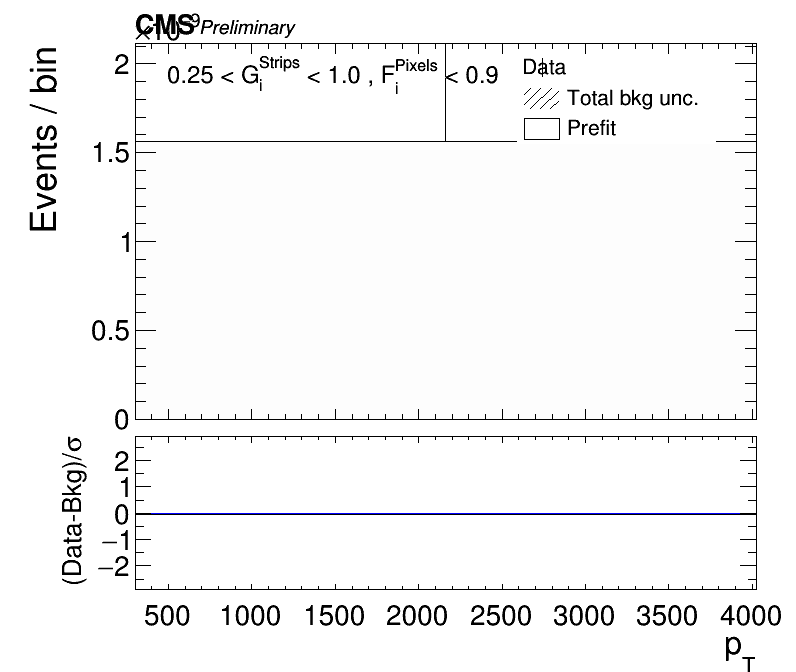 CMS Preliminary
×10⁻⁹
0.25 < G_i^Strips < 1.0 , F_i^Pixels < 0.9
Data
Total bkg unc.
Prefit
Events / bin
2
1.5
1
0.5
0
(Data-Bkg)/σ
2
1
0
−1
−2
500 1000 1500 2000 2500 3000 3500 4000
p_T